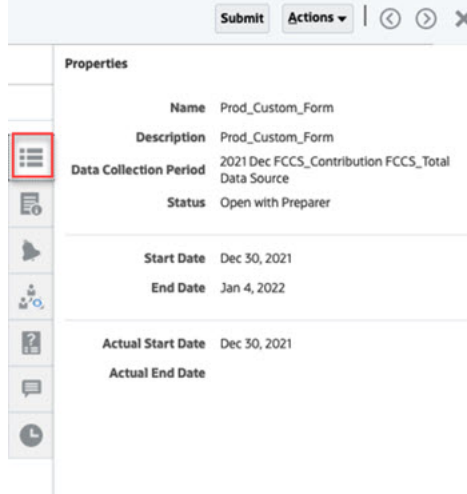 Submit Actions
Properties
Name Prod_Custom_Form
Description Prod_Custom_Form
Data Collection Period 2021 Dec FCCS_Contribution FCCS_Total
Data Source
Status Open with Preparer
Start Date Dec 30, 2021
End Date Jan 4, 2022
Actual Start Date Dec 30, 2021
Actual End Date